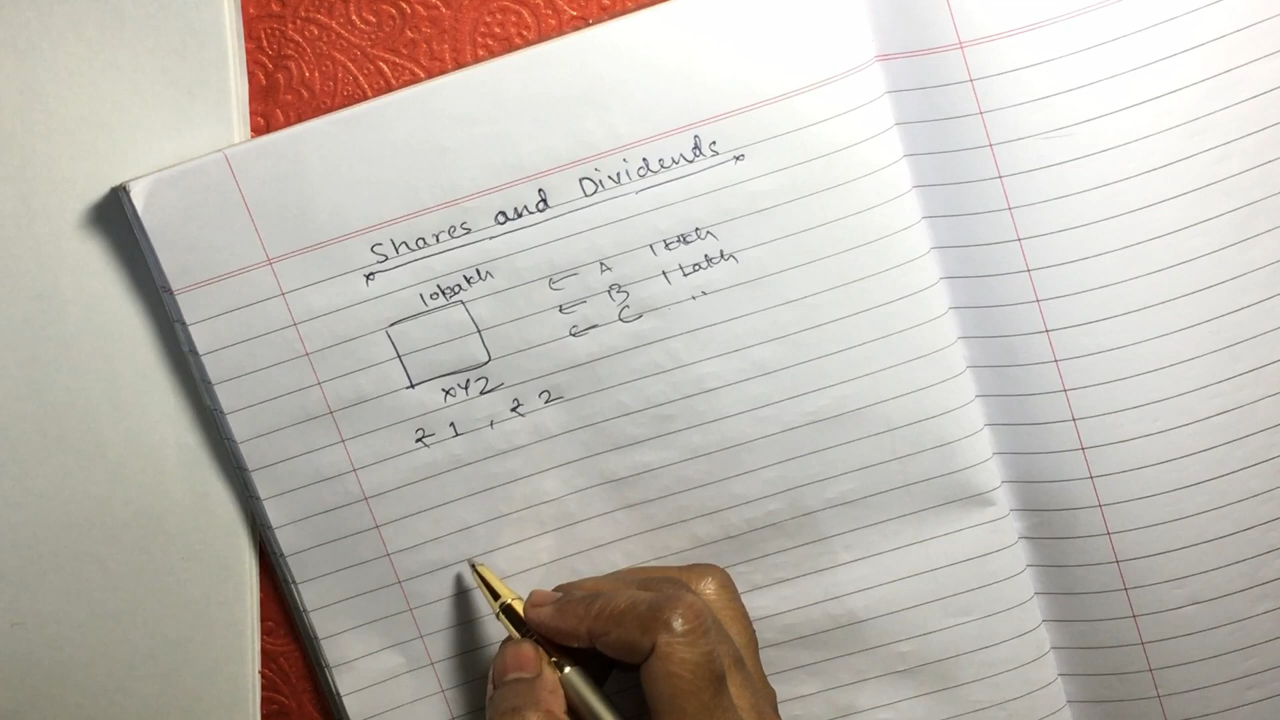 Shares and Dividends
10 Lakh
← A 1 Lakh
← B 1 Lakh
← C "
XYZ
₹ 1 , ₹ 2